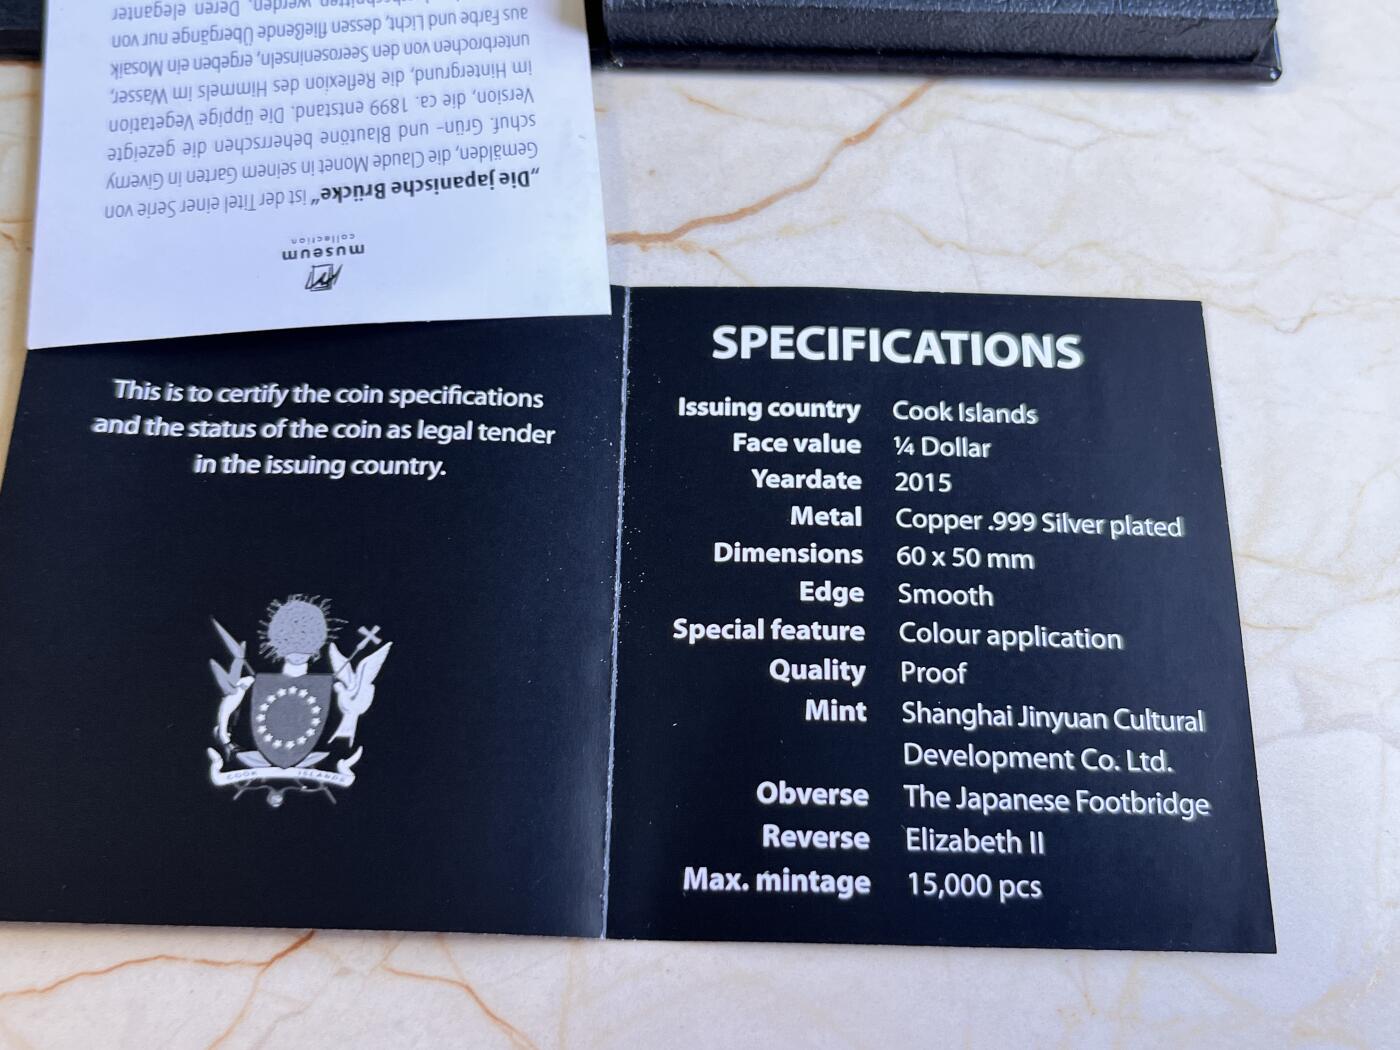 museum
collection
„Die japanische Brücke“ ist der Titel einer Serie von
Gemälden, die Claude Monet in seinem Garten in Giverny
schuf. Grün- und Blautöne beherrschen die gezeigte
Version, die ca. 1899 entstand. Die üppige Vegetation
im Hintergrund, die Reflexion des Himmels im Wasser,
unterbrochen von den Seeroseninseln, ergeben ein Mosaik
aus Farbe und Licht, dessen fließende Übergänge nur von
werden. Deren eleganter
This is to certify the coin specifications
and the status of the coin as legal tender
in the issuing country.
COOK ISLANDS
SPECIFICATIONS
Issuing country Cook Islands
Face value ¼ Dollar
Yeardate 2015
Metal Copper .999 Silver plated
Dimensions 60 x 50 mm
Edge Smooth
Special feature Colour application
Quality Proof
Mint Shanghai Jinyuan Cultural
Development Co. Ltd.
Obverse The Japanese Footbridge
Reverse Elizabeth II
Max. mintage 15,000 pcs